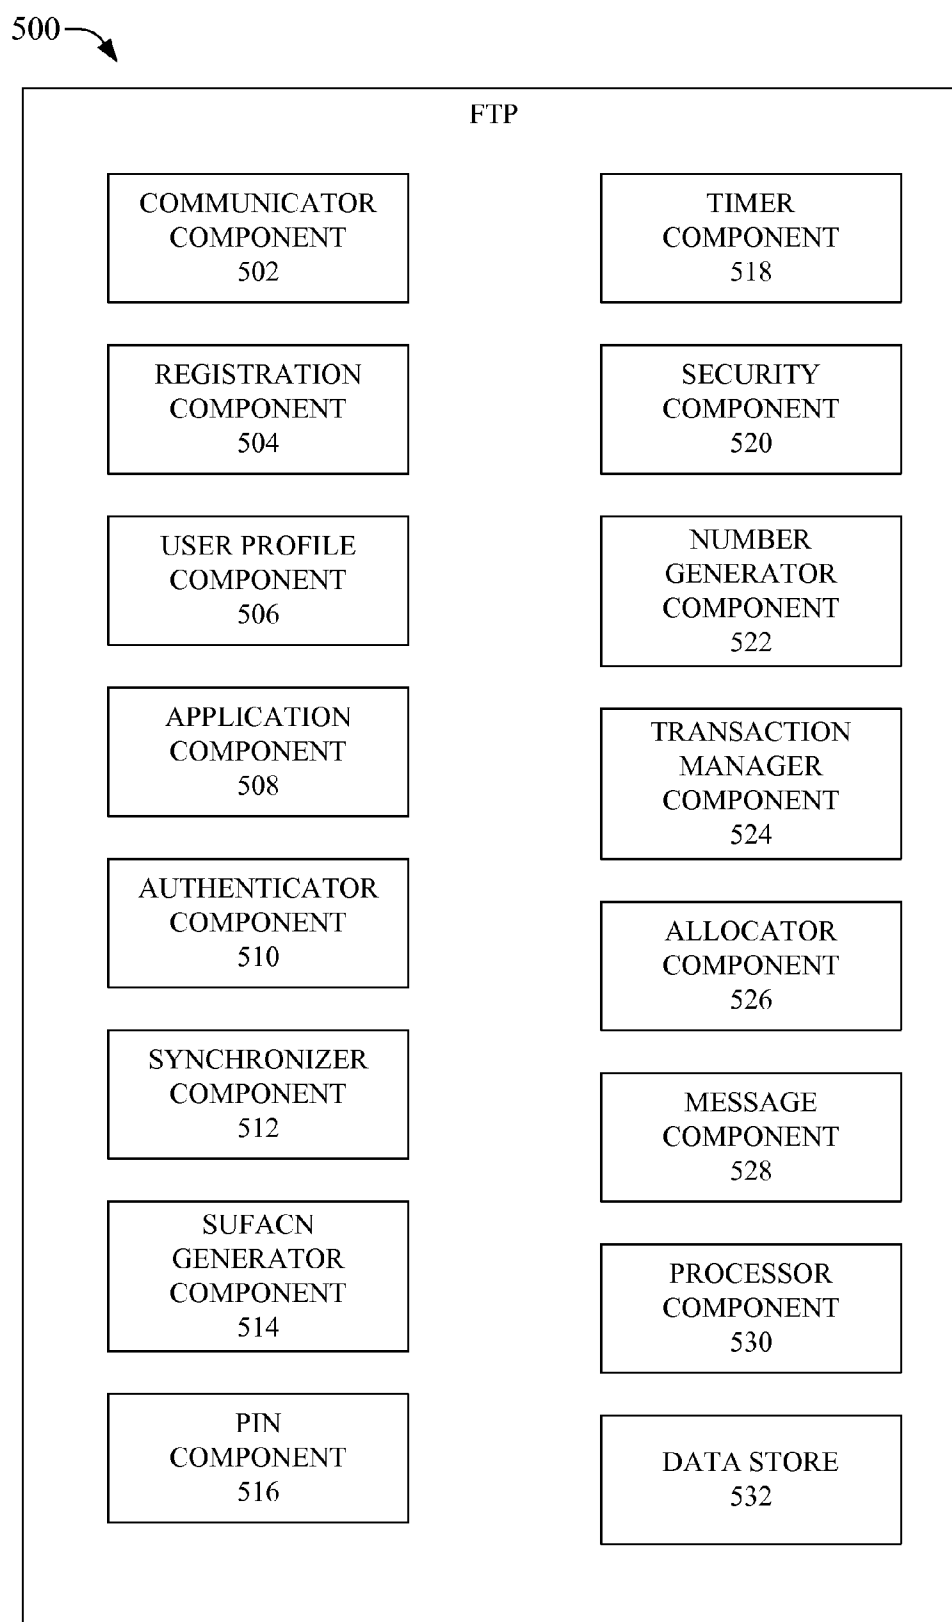 500
FTP
COMMUNICATOR
COMPONENT
502
REGISTRATION
COMPONENT
504
USER PROFILE
COMPONENT
506
APPLICATION
COMPONENT
508
AUTHENTICATOR
COMPONENT
510
SYNCHRONIZER
COMPONENT
512
SUFACN
GENERATOR
COMPONENT
514
PIN
COMPONENT
516
TIMER
COMPONENT
518
SECURITY
COMPONENT
520
NUMBER
GENERATOR
COMPONENT
522
TRANSACTION
MANAGER
COMPONENT
524
ALLOCATOR
COMPONENT
526
MESSAGE
COMPONENT
528
PROCESSOR
COMPONENT
530
DATA STORE
532